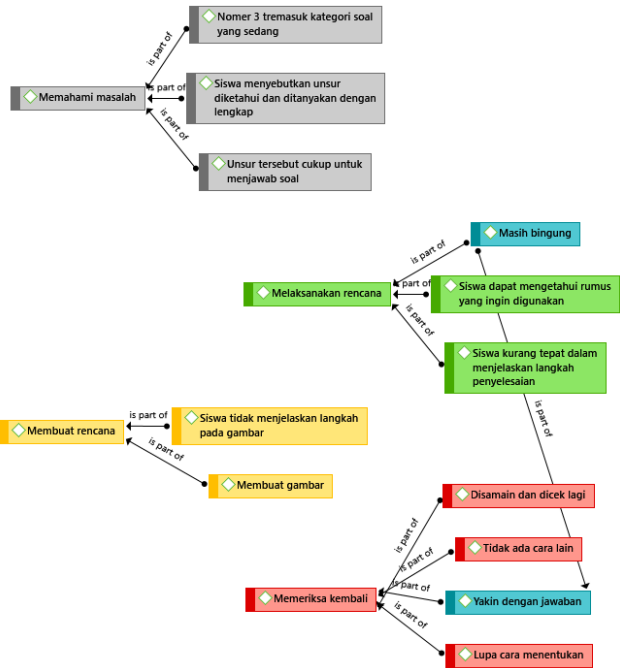 Nomer 3 tremasuk kategori soal
yang sedang
is part of
Memahami masalah
is part of
Siswa menyebutkan unsur
diketahui dan ditanyakan dengan
lengkap
is part of
Unsur tersebut cukup untuk
menjawab soal
Masih bingung
is part of
Melaksanakan rencana
is part of
Siswa dapat mengetahui rumus
yang ingin digunakan
is part of
Siswa kurang tepat dalam
menjelaskan langkah
penyelesaian
is part of
Membuat rencana
is part of
Siswa tidak menjelaskan langkah
pada gambar
is part of
Membuat gambar
Disamain dan dicek lagi
is part of
Tidak ada cara lain
is part of
Memeriksa kembali
is part of
Yakin dengan jawaban
is part of
Lupa cara menentukan